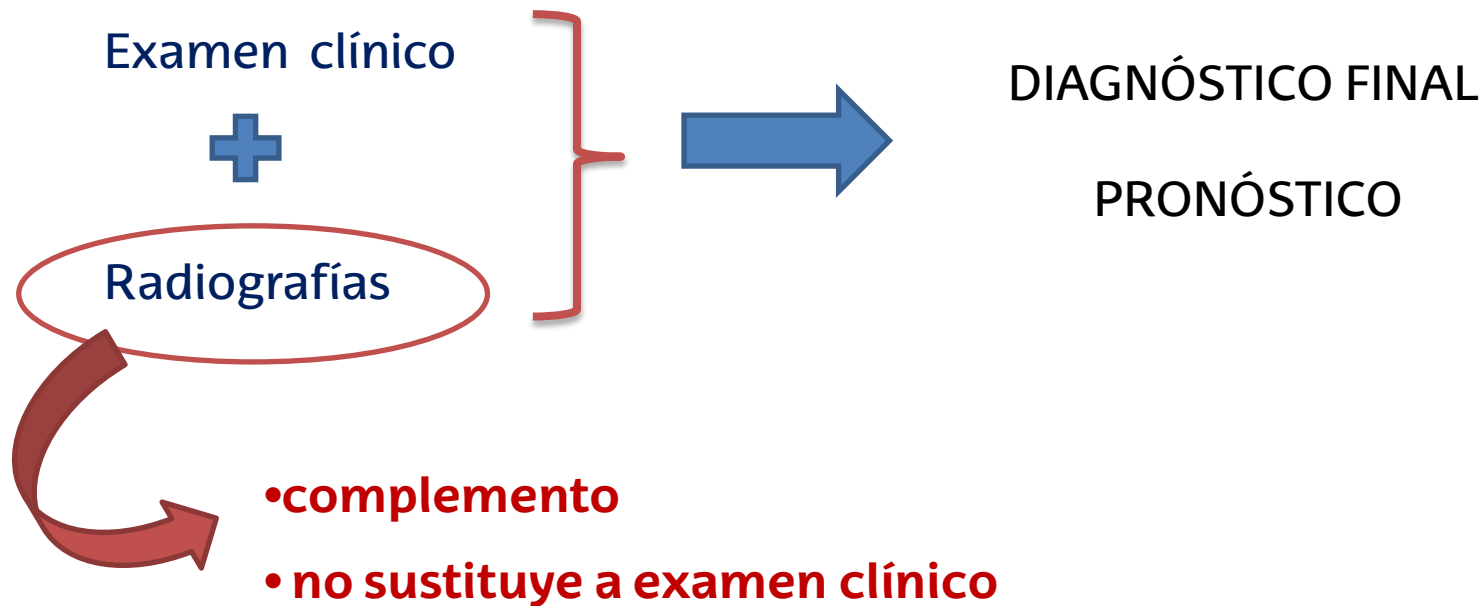 Examen clínico
Radiografías
DIAGNÓSTICO FINAL
PRONÓSTICO
•complemento
• no sustituye a examen clínico